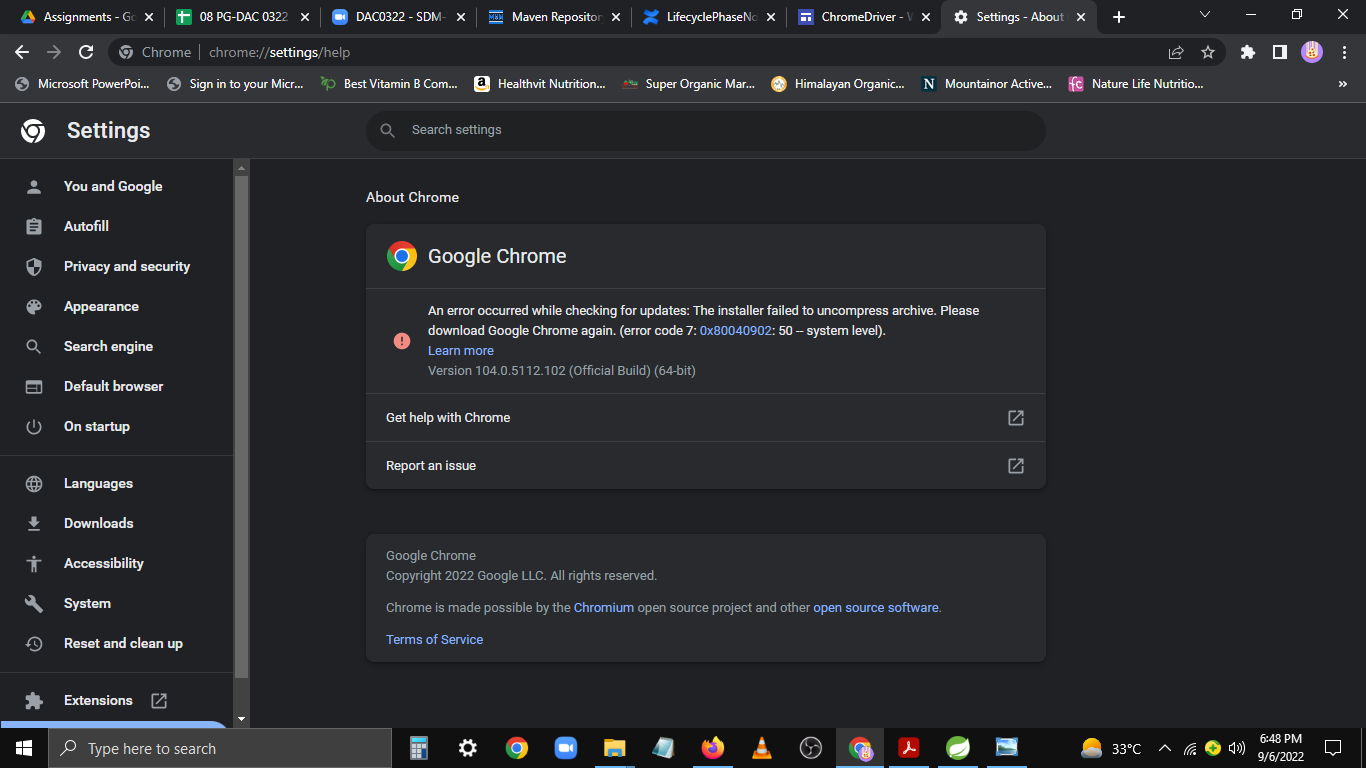 Assignments - Go
08 PG-DAC 0322
DAC0322 - SDM-
Maven Repositor
LifecyclePhaseNo
ChromeDriver - W
Settings - About
Chrome
chrome://settings/help
Microsoft PowerPoi...
Sign in to your Micr...
Best Vitamin B Com...
Healthvit Nutrition...
Super Organic Mar...
Himalayan Organic...
Mountainor Active...
Nature Life Nutritio...
Settings
Search settings
You and Google
Autofill
Privacy and security
Appearance
Search engine
Default browser
On startup
Languages
Downloads
Accessibility
System
Reset and clean up
Extensions
About Chrome
Google Chrome
An error occurred while checking for updates: The installer failed to uncompress archive. Please
download Google Chrome again. (error code 7: 0x80040902: 50 -- system level).
Learn more
Version 104.0.5112.102 (Official Build) (64-bit)
Get help with Chrome
Report an issue
Google Chrome
Copyright 2022 Google LLC. All rights reserved.
Chrome is made possible by the Chromium open source project and other open source software.
Terms of Service
Type here to search
33°C
6:48 PM
9/6/2022